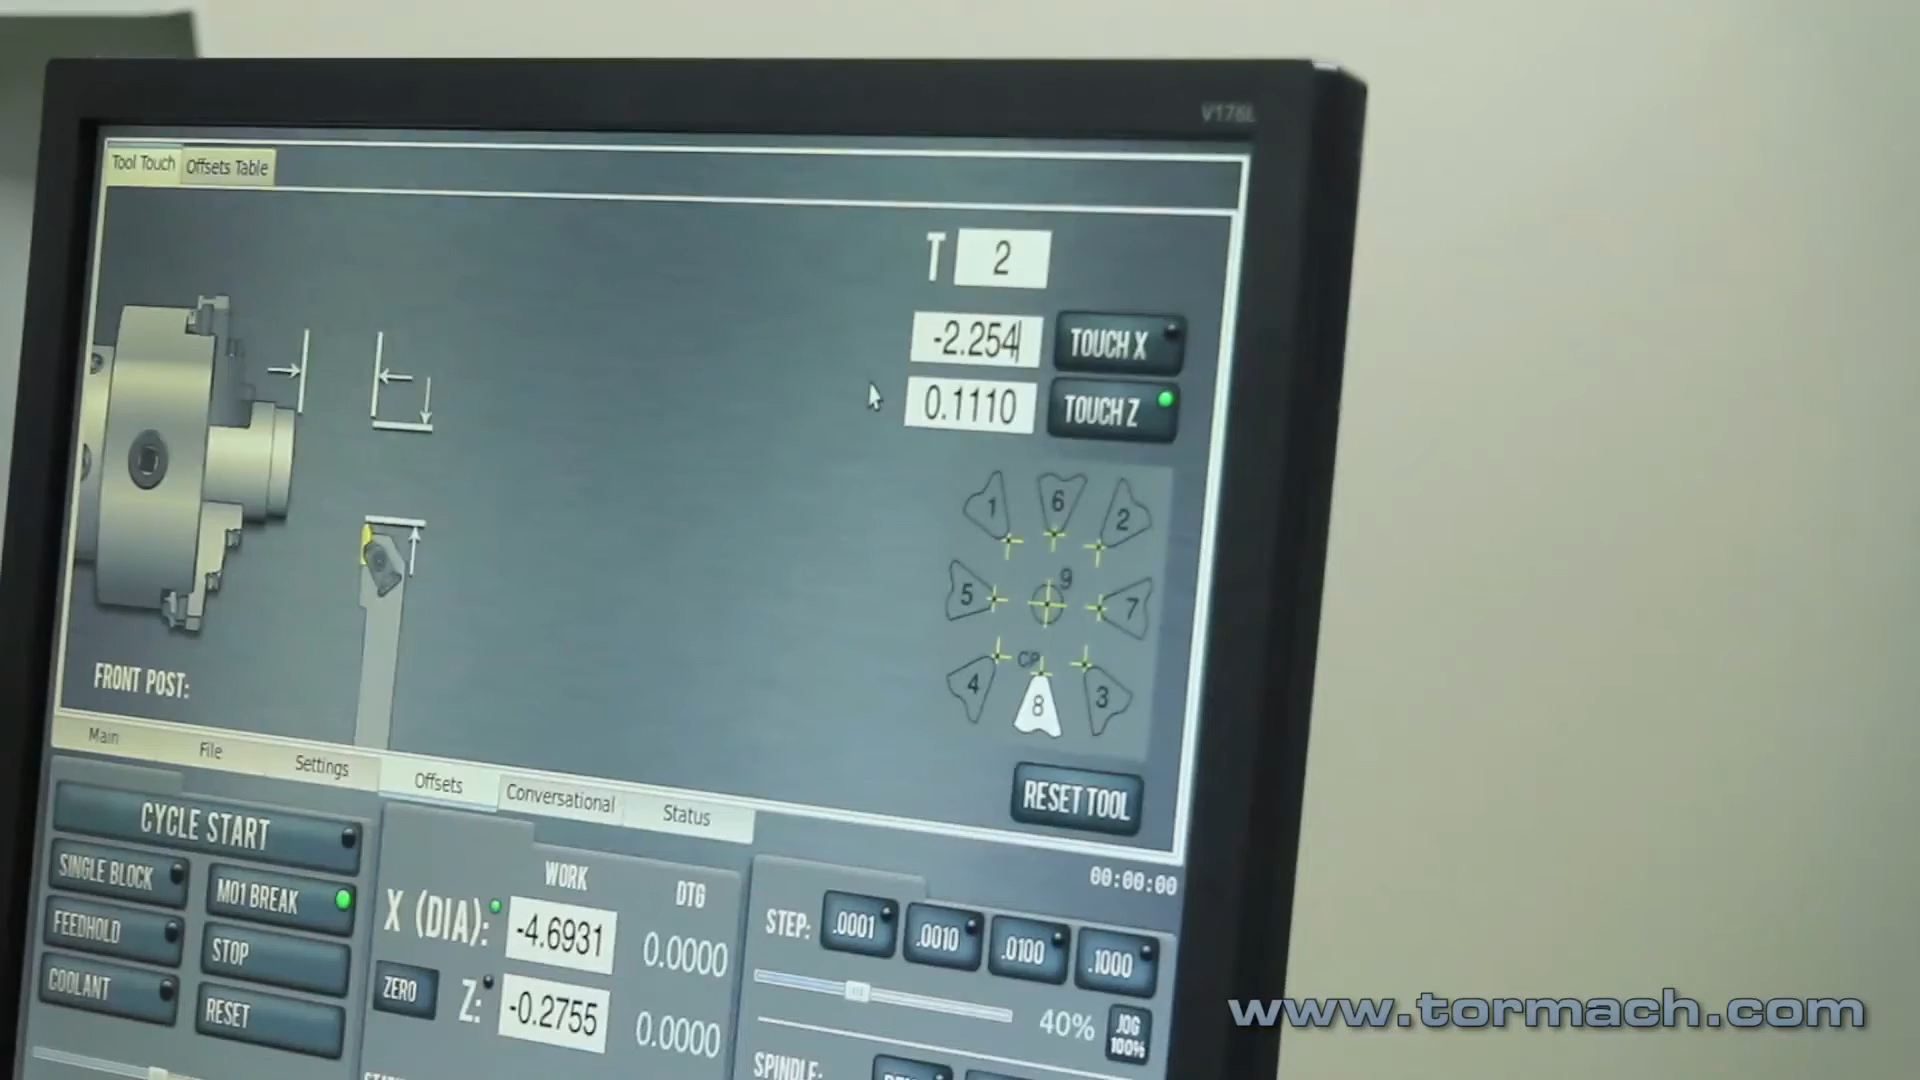 V178L
Tool Touch Offsets Table
T 2
-2.254 TOUCH X
0.1110 TOUCH Z
1 6 2
5 9 7
4 8 3
FRONT POST:
RESET TOOL
Main File Settings Offsets Conversational Status
CYCLE START
SINGLE BLOCK M01 BREAK
FEEDHOLD STOP
COOLANT RESET
WORK DTG
X (DIA): -4.6931 0.0000
ZERO Z: -0.2755 0.0000
00:00:00
STEP: .0001 .0010 .0100 .1000
40% JOG 100%
SPINDLE:
www.tormach.com